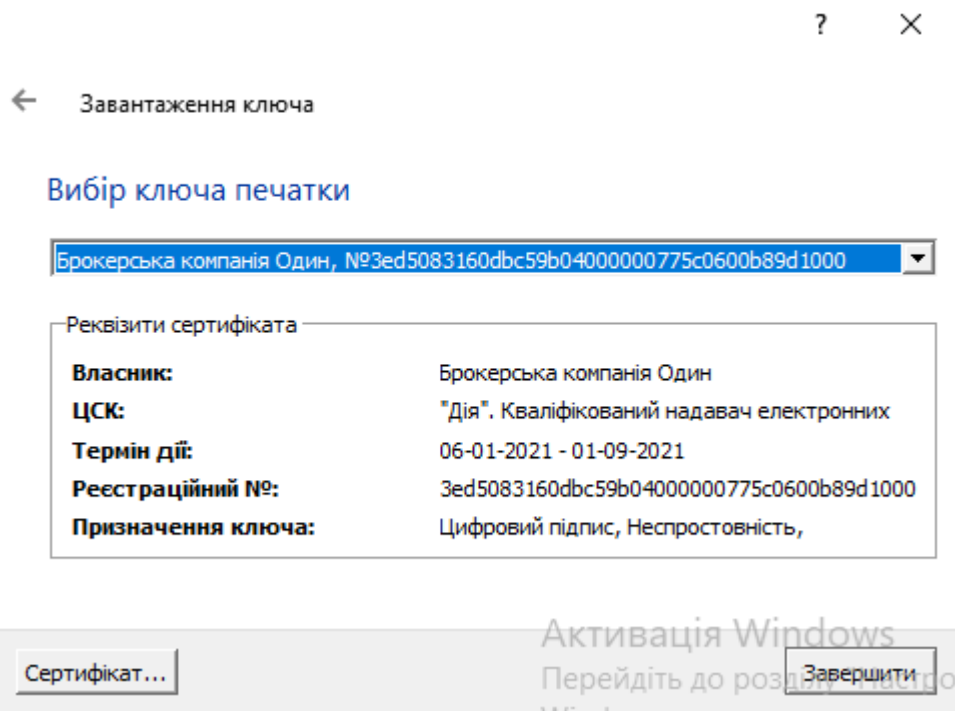 ?
Завантаження ключа
Вибір ключа печатки
Брокерська компанія Один, №3ed5083160dbc59b04000000775c0600b89d1000
Реквізити сертифіката
Власник: Брокерська компанія Один
ЦСК: "Дія". Кваліфікований надавач електронних
Термін дії: 06-01-2021 - 01-09-2021
Реєстраційний №: 3ed5083160dbc59b04000000775c0600b89d1000
Призначення ключа: Цифровий підпис, Неспростовність,
Активація Windows
Сертифікат...
Перейдіть до розділу
Завершити